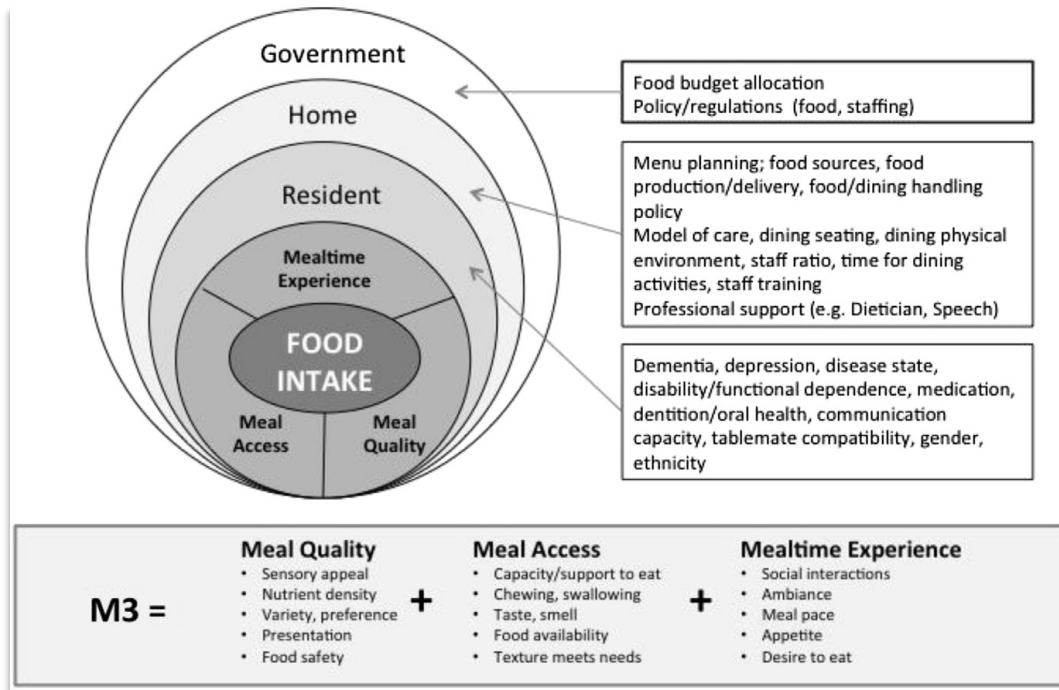 Government
Home
Resident
Mealtime
Experience
FOOD
INTAKE
Meal
Access
Meal
Quality
Food budget allocation
Policy/regulations (food, staffing)
Menu planning; food sources, food
production/delivery, food/dining handling
policy
Model of care, dining seating, dining physical
environment, staff ratio, time for dining
activities, staff training
Professional support (e.g. Dietician, Speech)
Dementia, depression, disease state,
disability/functional dependence, medication,
dentition/oral health, communication
capacity, tablemate compatibility, gender,
ethnicity
M3 =
Meal Quality
• Sensory appeal
• Nutrient density
• Variety, preference
• Presentation
• Food safety
+
Meal Access
• Capacity/support to eat
• Chewing, swallowing
• Taste, smell
• Food availability
• Texture meets needs
+
Mealtime Experience
• Social interactions
• Ambiance
• Meal pace
• Appetite
• Desire to eat